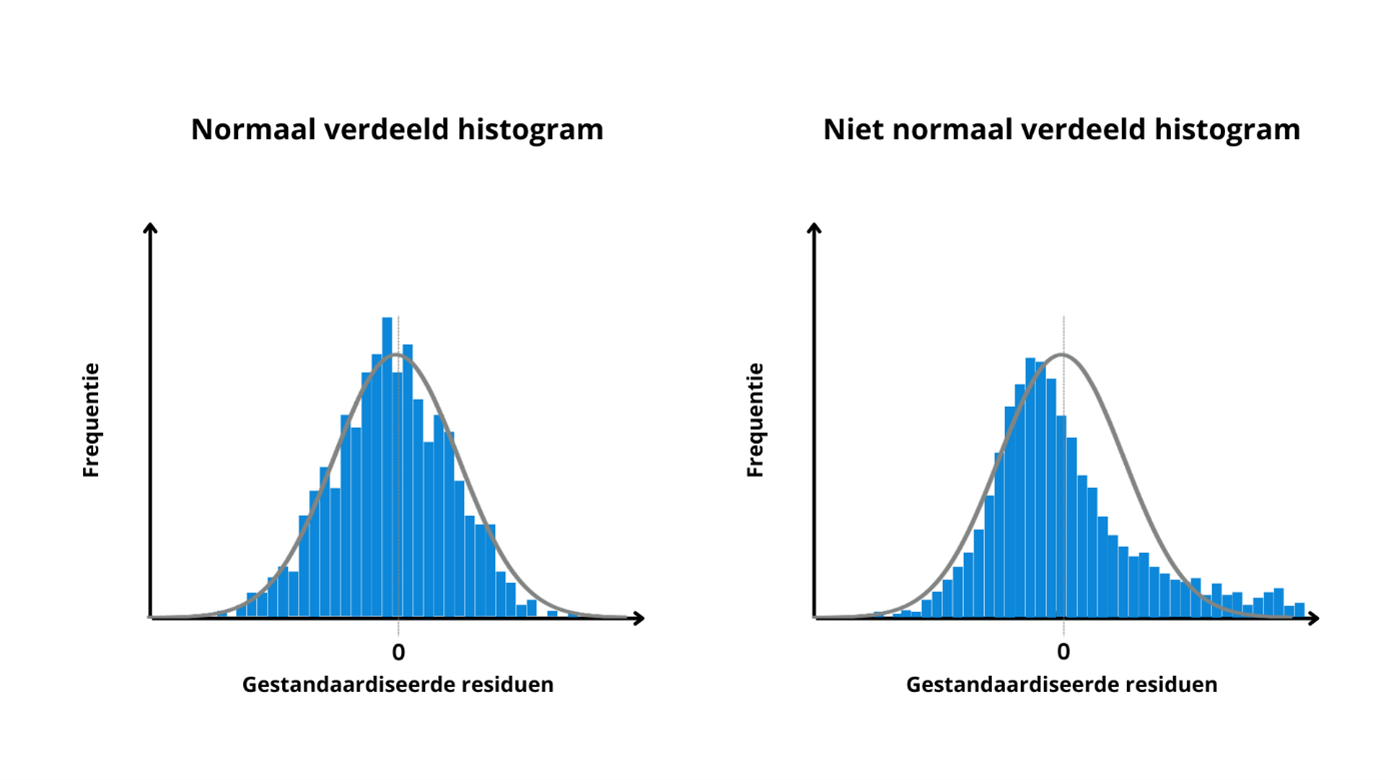 Normaal verdeeld histogram
Frequentie
0
Gestandaardiseerde residuen
Niet normaal verdeeld histogram
Frequentie
0
Gestandaardiseerde residuen